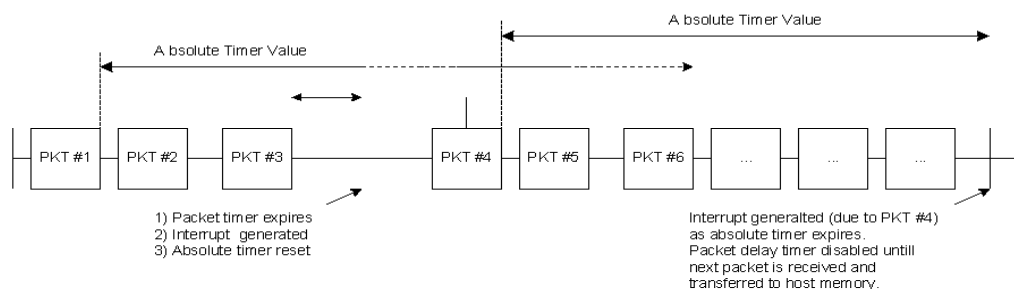 A bsolute Timer Value
A bsolute Timer Value
PKT #1
PKT #2
PKT #3
PKT #4
PKT #5
PKT #6
...
...
...
1) Packet timer expires
2) Interrupt generated
3) Absolute timer reset
Interrupt generalted (due to PKT #4)
as absolute timer expires.
Packet delay timer disabled untill
next packet is received and
transferred to host memory.